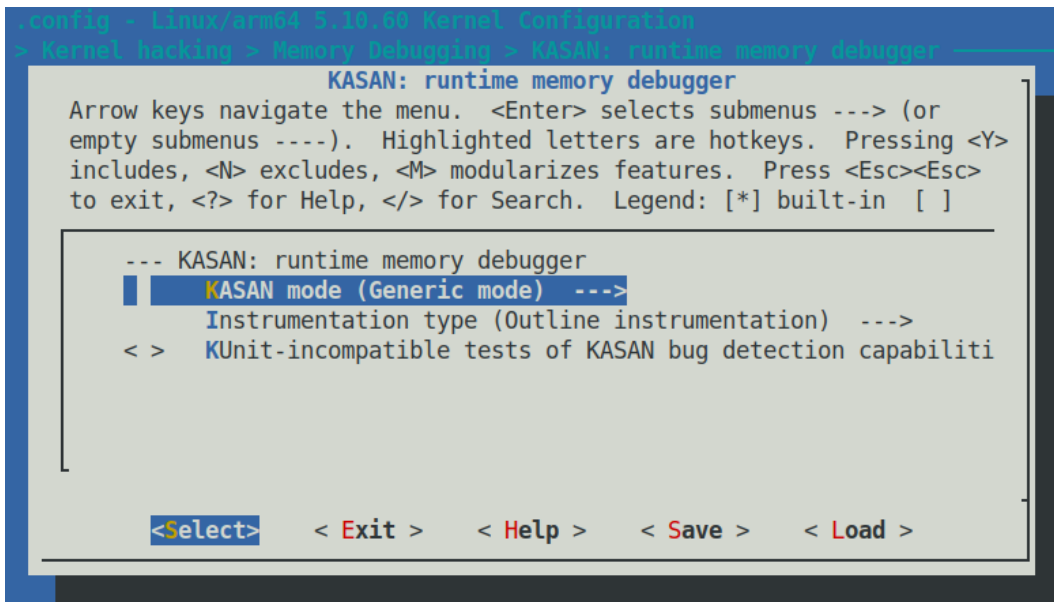 .config - Linux/arm64 5.10.60 Kernel Configuration
> Kernel hacking > Memory Debugging > KASAN: runtime memory debugger
KASAN: runtime memory debugger
Arrow keys navigate the menu.  <Enter> selects submenus ---> (or
empty submenus ----).  Highlighted letters are hotkeys.  Pressing <Y>
includes, <N> excludes, <M> modularizes features.  Press <Esc><Esc>
to exit, <?> for Help, </> for Search.  Legend: [*] built-in  [ ]
--- KASAN: runtime memory debugger
KASAN mode (Generic mode)  --->
Instrumentation type (Outline instrumentation)  --->
< >   KUnit-incompatible tests of KASAN bug detection capabiliti
<Select>    < Exit >    < Help >    < Save >    < Load >